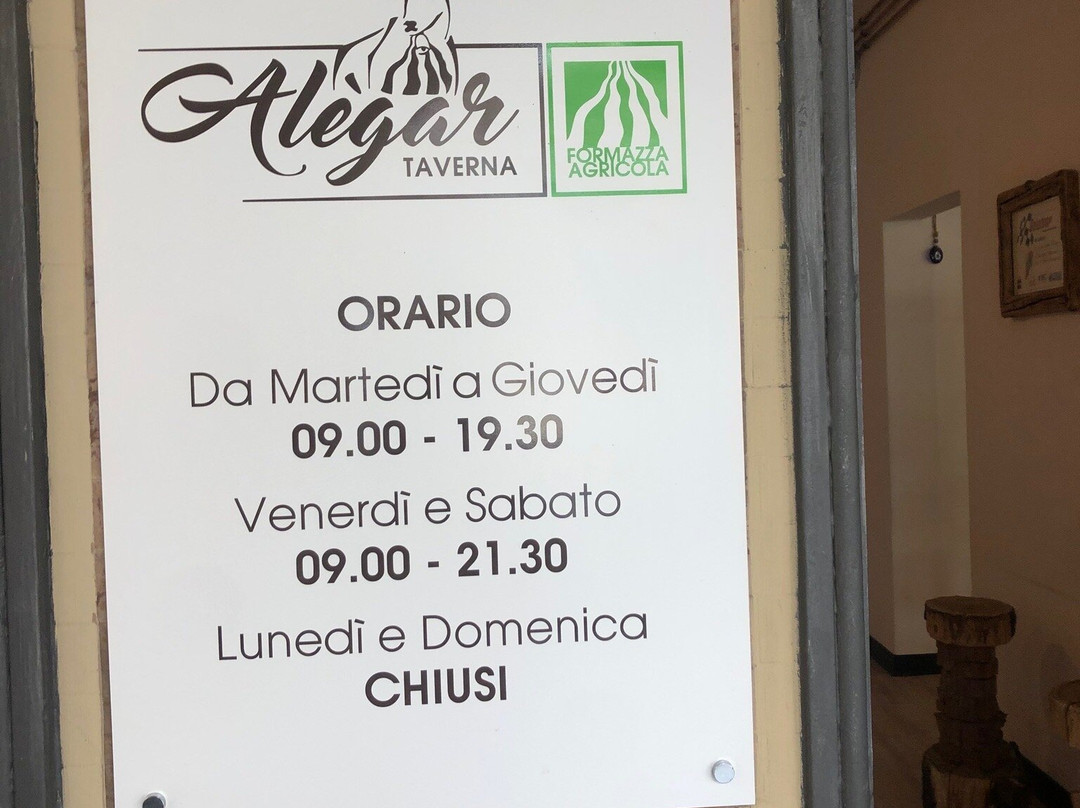 Alègar
TAVERNA
FORMAZZA
AGRICOLA
ORARIO
Da Martedì a Giovedì
09.00 - 19.30
Venerdì e Sabato
09.00 - 21.30
Lunedì e Domenica
CHIUSI